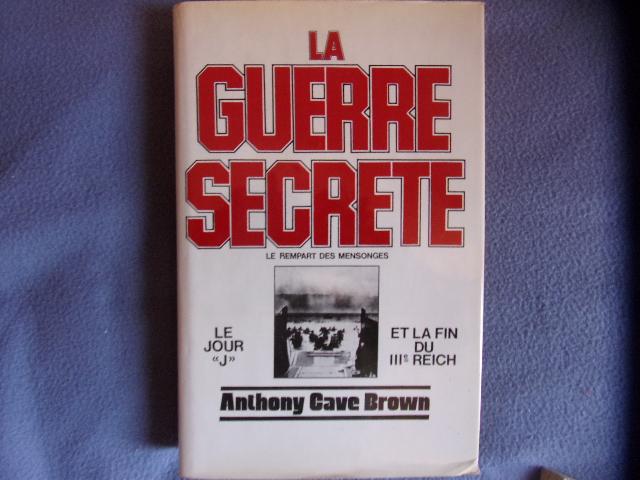 LA
GUERRE
SECRETE
LE REMPART DES MENSONGES
LE
JOUR
«J»
ET LA FIN
DU
IIIe REICH
Anthony Cave Brown